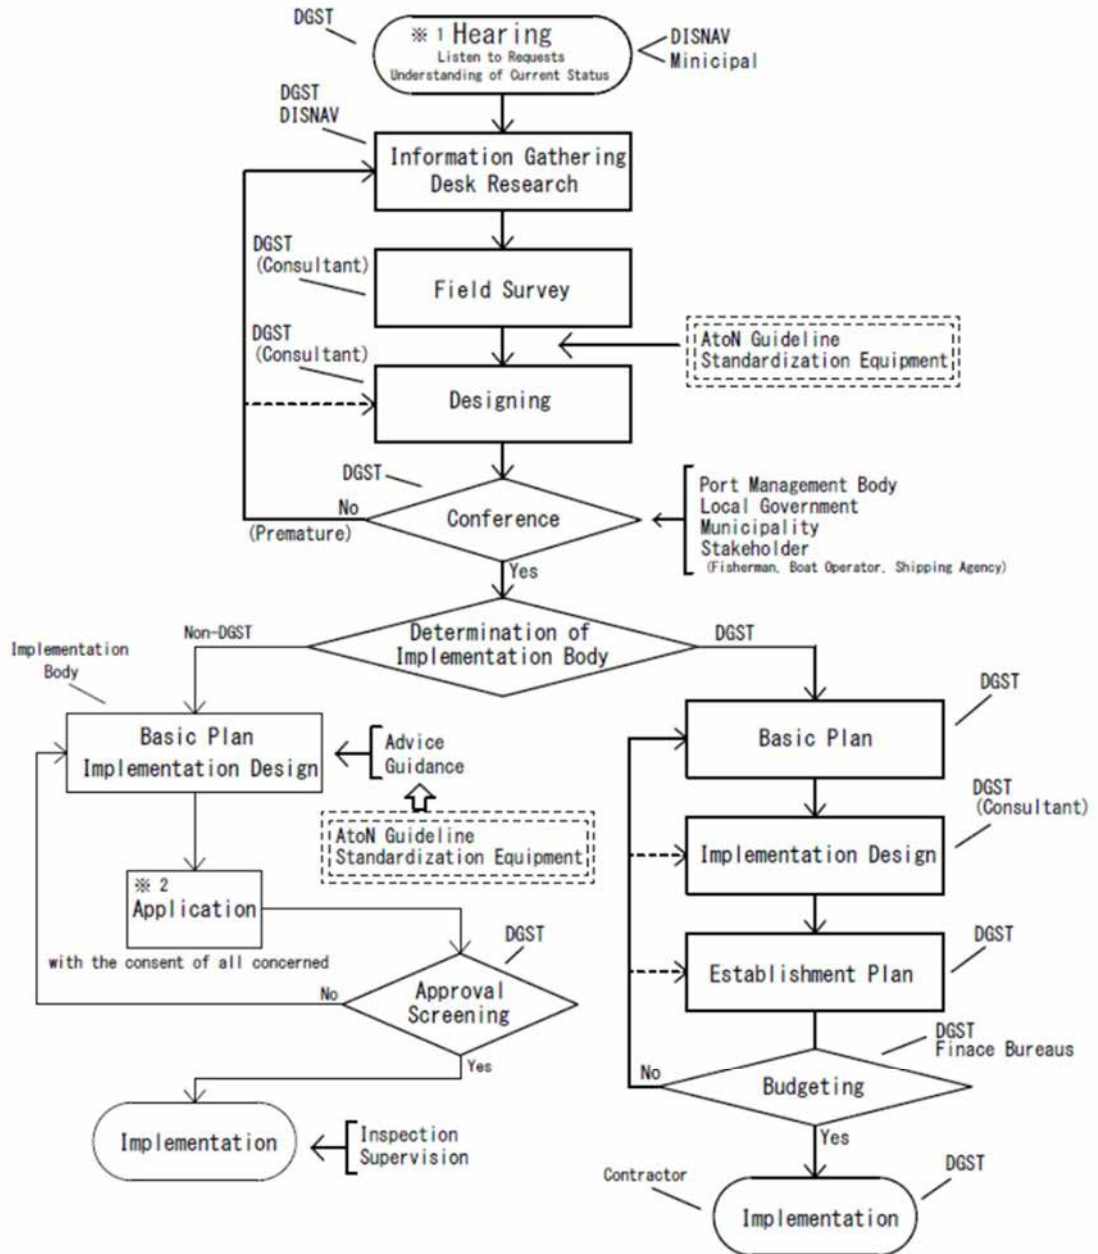 DGST
※ 1 Hearing
Listen to Requests
Understanding of Current Status
DISNAV
Minicipal
DGST
DISNAV
Information Gathering
Desk Research
DGST
(Consultant)
Field Survey
DGST
(Consultant)
AtoN Guideline
Standardization Equipment
Designing
DGST
No
(Premature)
Conference
Port Management Body
Local Government
Municipality
Stakeholder
(Fisherman, Boat Operator, Shipping Agency)
Yes
Non-DGST
Determination of
Implementation Body
DGST
Implementation
Body
Basic Plan
Implementation Design
Advice
Guidance
AtoN Guideline
Standardization Equipment
※ 2
Application
with the consent of all concerned
DGST
No
Approval
Screening
Yes
Implementation
Inspection
Supervision
DGST
Basic Plan
DGST
(Consultant)
Implementation Design
DGST
Establishment Plan
DGST
Finace Bureaus
No
Budgeting
Yes
Contractor
DGST
Implementation